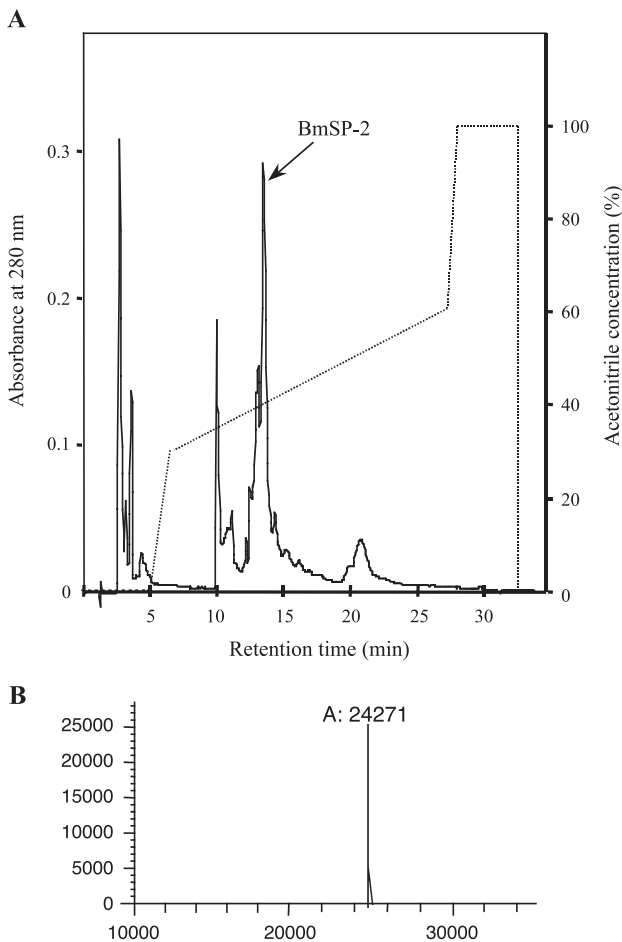 A
BmSP-2
Absorbance at 280 nm
0.3
0.2
0.1
0
Acetonitrile concentration (%)
100
80
60
40
20
0
5 10 15 20 25 30
Retention time (min)
B
A: 24271
25000
20000
15000
10000
5000
0
10000 20000 30000